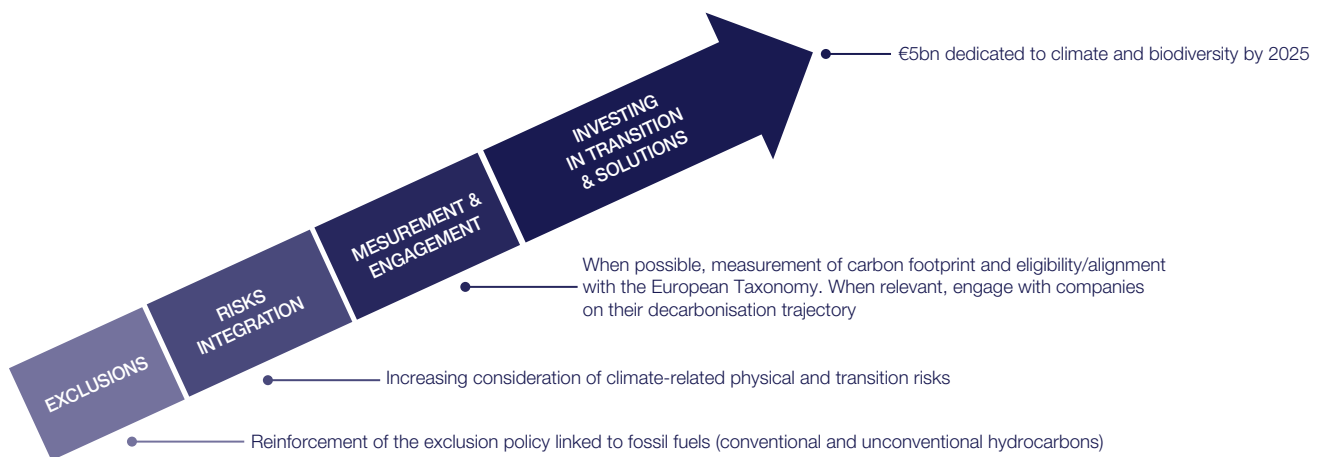 €5bn dedicated to climate and biodiversity by 2025
INVESTING
IN TRANSITION
& SOLUTIONS
MESUREMENT &
ENGAGEMENT
When possible, measurement of carbon footprint and eligibility/alignment
with the European Taxonomy. When relevant, engage with companies
on their decarbonisation trajectory
RISKS
INTEGRATION
Increasing consideration of climate-related physical and transition risks
EXCLUSIONS
Reinforcement of the exclusion policy linked to fossil fuels (conventional and unconventional hydrocarbons)